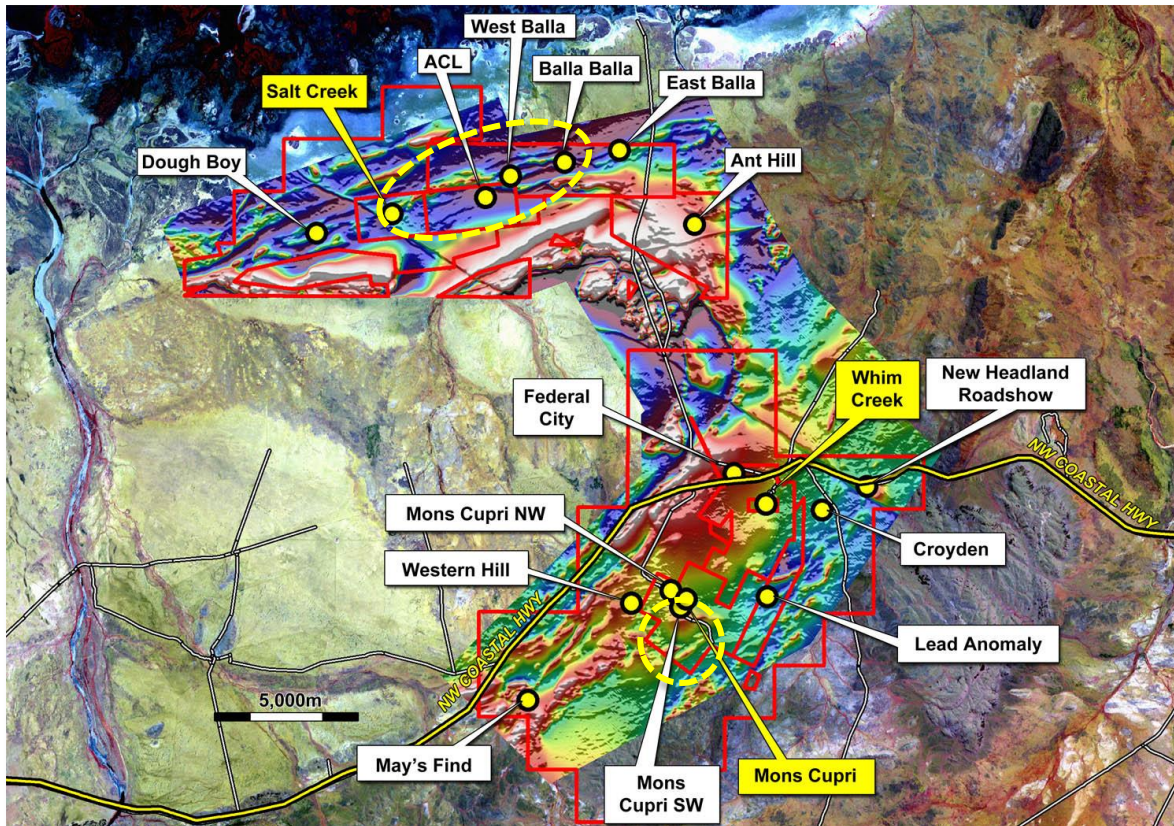 West Balla
ACL
Balla Balla
Salt Creek
East Balla
Dough Boy
Ant Hill
Whim
Creek
New Headland
Roadshow
Federal
City
NW COASTAL HWY
Mons Cupri NW
Croyden
Western Hill
Lead Anomaly
NW COASTAL HWY
5,000m
May's Find
Mons
Cupri SW
Mons Cupri